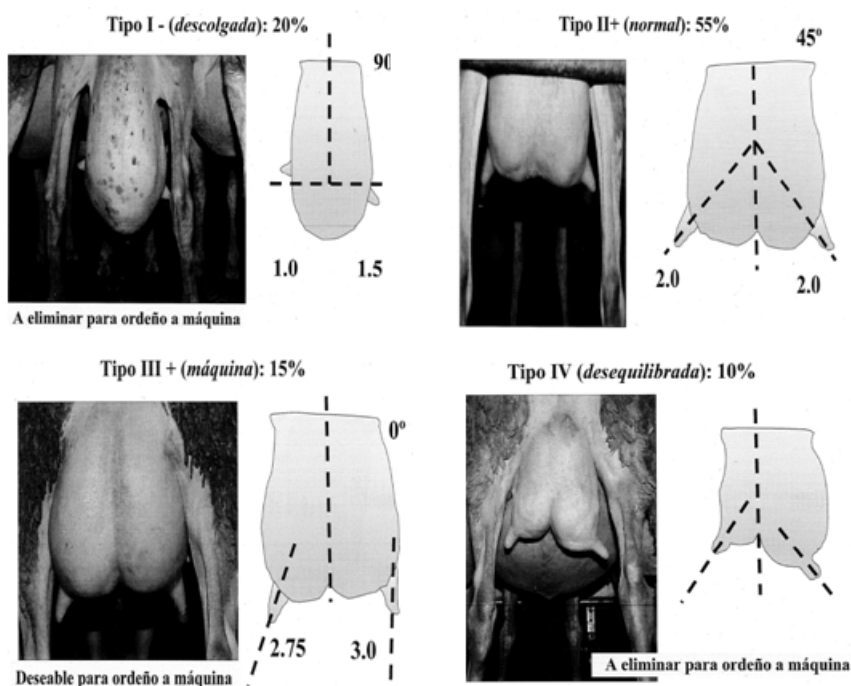 Tipo I - (descolgada): 20%
90
1.0 1.5
A eliminar para ordeño a máquina
Tipo II+ (normal): 55%
45º
2.0 2.0
Tipo III + (máquina): 15%
0º
2.75 3.0
Deseable para ordeño a máquina
Tipo IV (desequilibrada): 10%
A eliminar para ordeño a máquina